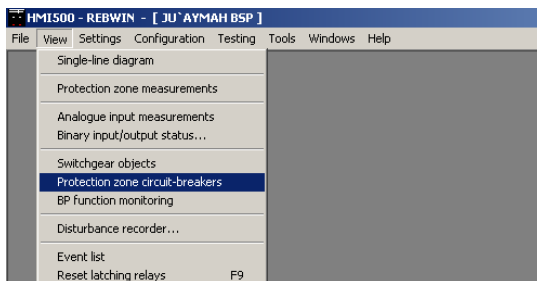 HMI500 - REBWIN - [ JU`AYMAH BSP ]
File View Settings Configuration Testing Tools Windows Help
Single-line diagram
Protection zone measurements
Analogue input measurements
Binary input/output status...
Switchgear objects
Protection zone circuit-breakers
BP function monitoring
Disturbance recorder...
Event list
Reset latching relays F9